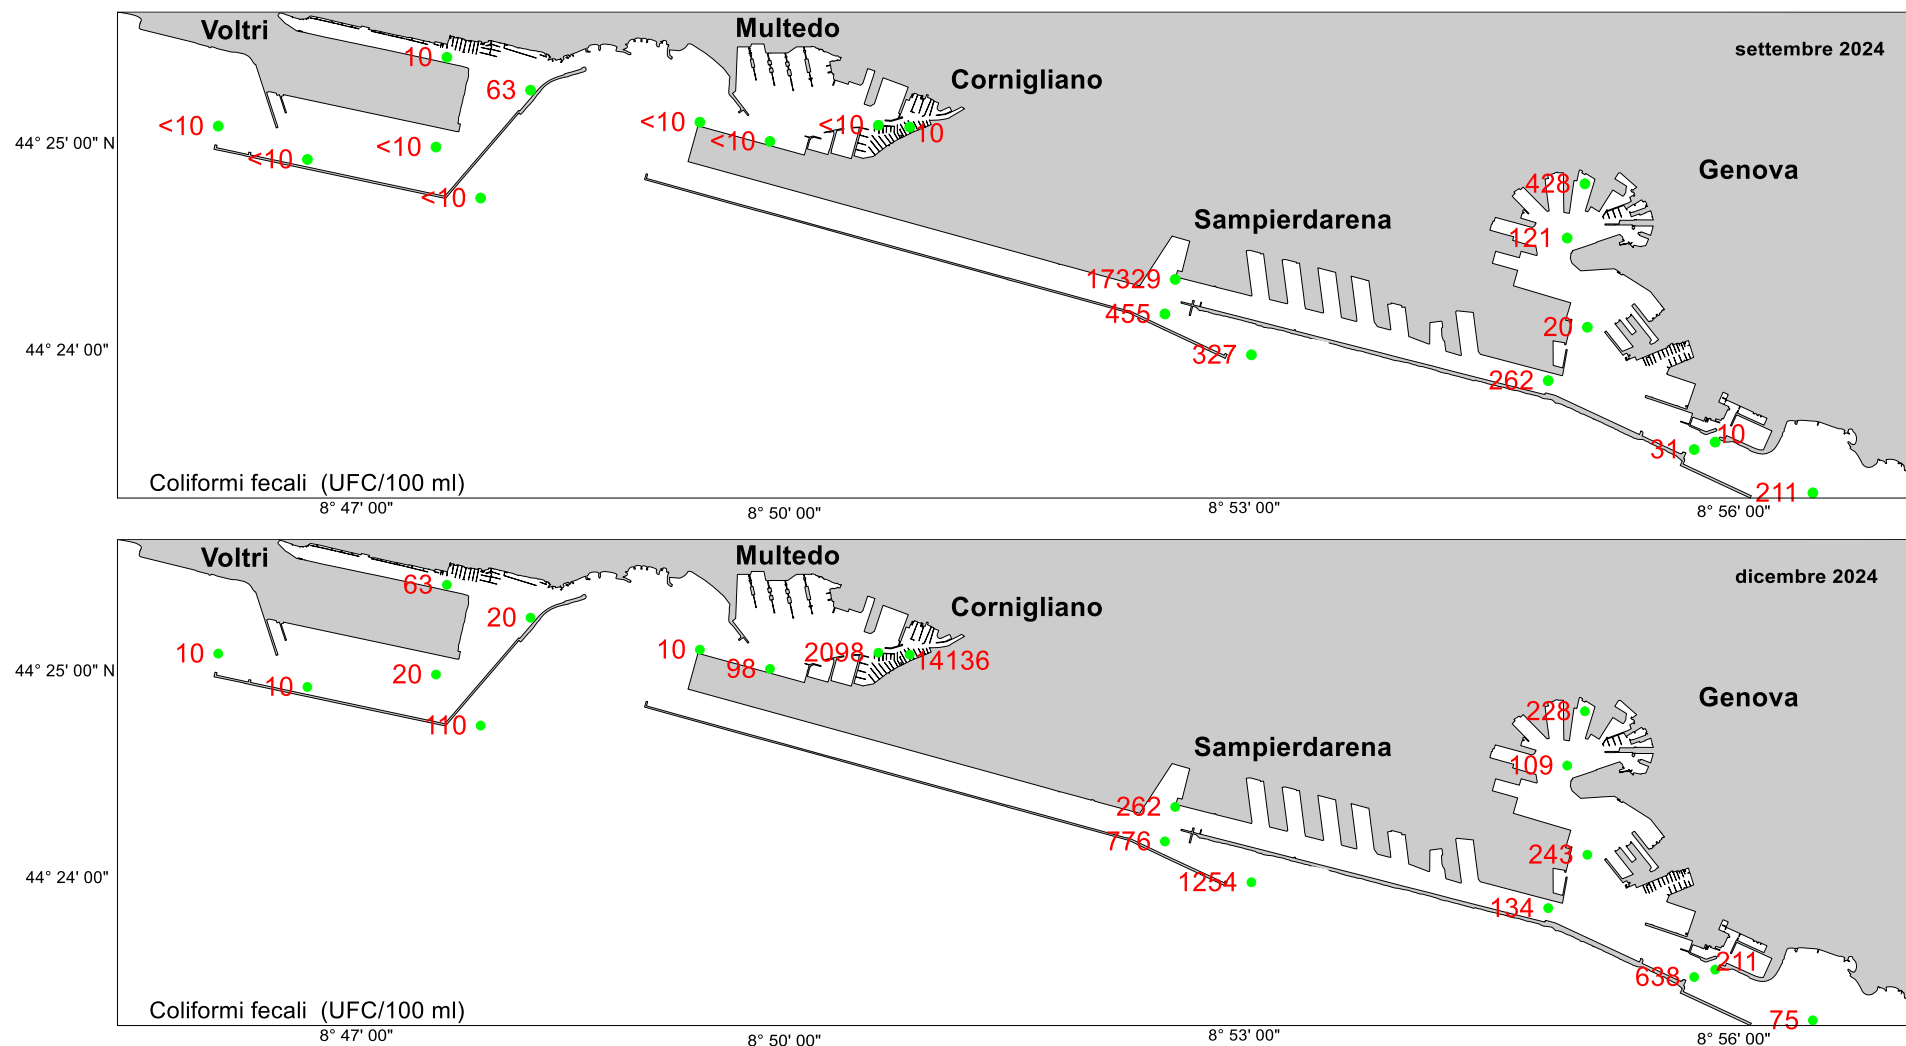 Voltri
Multedo
settembre 2024
10
Cornigliano
63
<10
<10
<10
<10
10
44° 25' 00" N
<10
<10
<10
Genova
428
<10
Sampierdarena
121
17329
455
20
44° 24' 00"
327
262
10
31
Coliformi fecali (UFC/100 ml)
211
8° 47' 00"
8° 50' 00"
8° 53' 00"
8° 56' 00"
Voltri
Multedo
dicembre 2024
63
Cornigliano
20
10
10
2098
14136
98
44° 25' 00" N
20
10
Genova
228
110
Sampierdarena
109
262
776
243
44° 24' 00"
1254
134
211
638
Coliformi fecali (UFC/100 ml)
75
8° 47' 00"
8° 50' 00"
8° 53' 00"
8° 56' 00"